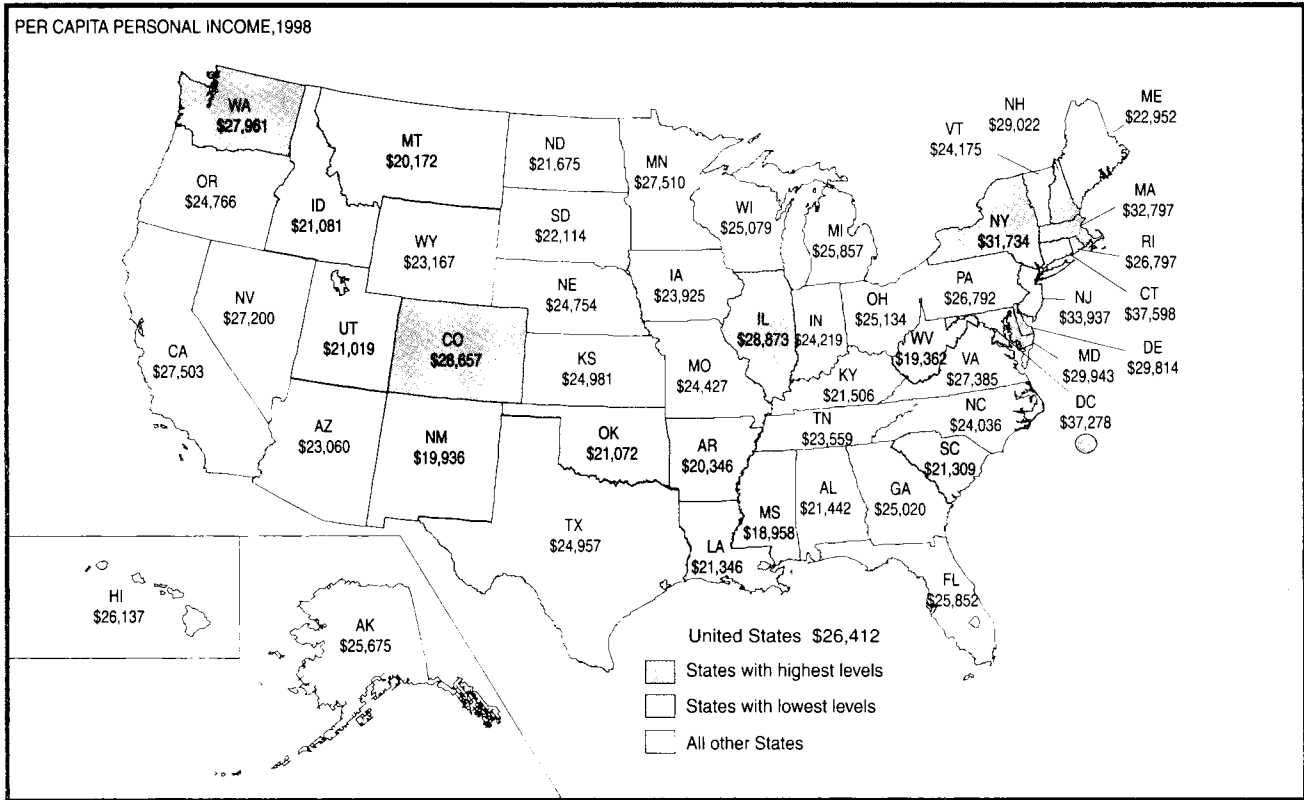 PER CAPITA PERSONAL INCOME,1998
WA
$27,961
OR
$24,766
CA
$27,503
NV
$27,200
ID
$21,081
MT
$20,172
WY
$23,167
UT
$21,019
CO
$28,657
AZ
$23,060
NM
$19,936
ND
$21,675
SD
$22,114
NE
$24,754
KS
$24,981
OK
$21,072
TX
$24,957
MN
$27,510
IA
$23,925
MO
$24,427
AR
$20,346
LA
$21,346
WI
$25,079
IL
$28,873
MI
$25,857
IN
$24,219
OH
$25,134
KY
$21,506
TN
$23,559
MS
$18,958
AL
$21,442
GA
$25,020
FL
$25,852
SC
$21,309
NC
$24,036
VA
$27,385
WV
$19,362
PA
$26,792
NY
$31,734
VT
$24,175
NH
$29,022
ME
$22,952
MA
$32,797
RI
$26,797
CT
$37,598
NJ
$33,937
DE
$29,814
MD
$29,943
DC
$37,278
HI
$26,137
AK
$25,675
United States $26,412
States with highest levels
States with lowest levels
All other States